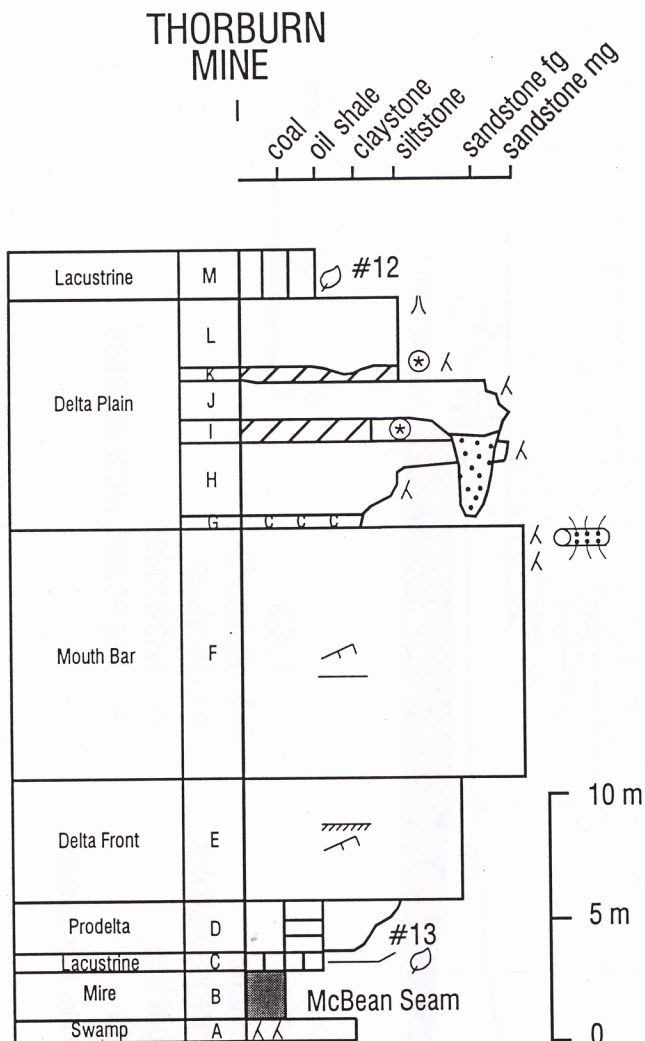 THORBURN
MINE
coal
oil shale
claystone
siltstone
sandstone fg
sandstone mg
Lacustrine M #12
L
K
Delta Plain J
I
H
G C C C
Mouth Bar F
10 m
Delta Front E
5 m
Prodelta D
#13
Lacustrine C
Mire B McBean Seam
Swamp A
0